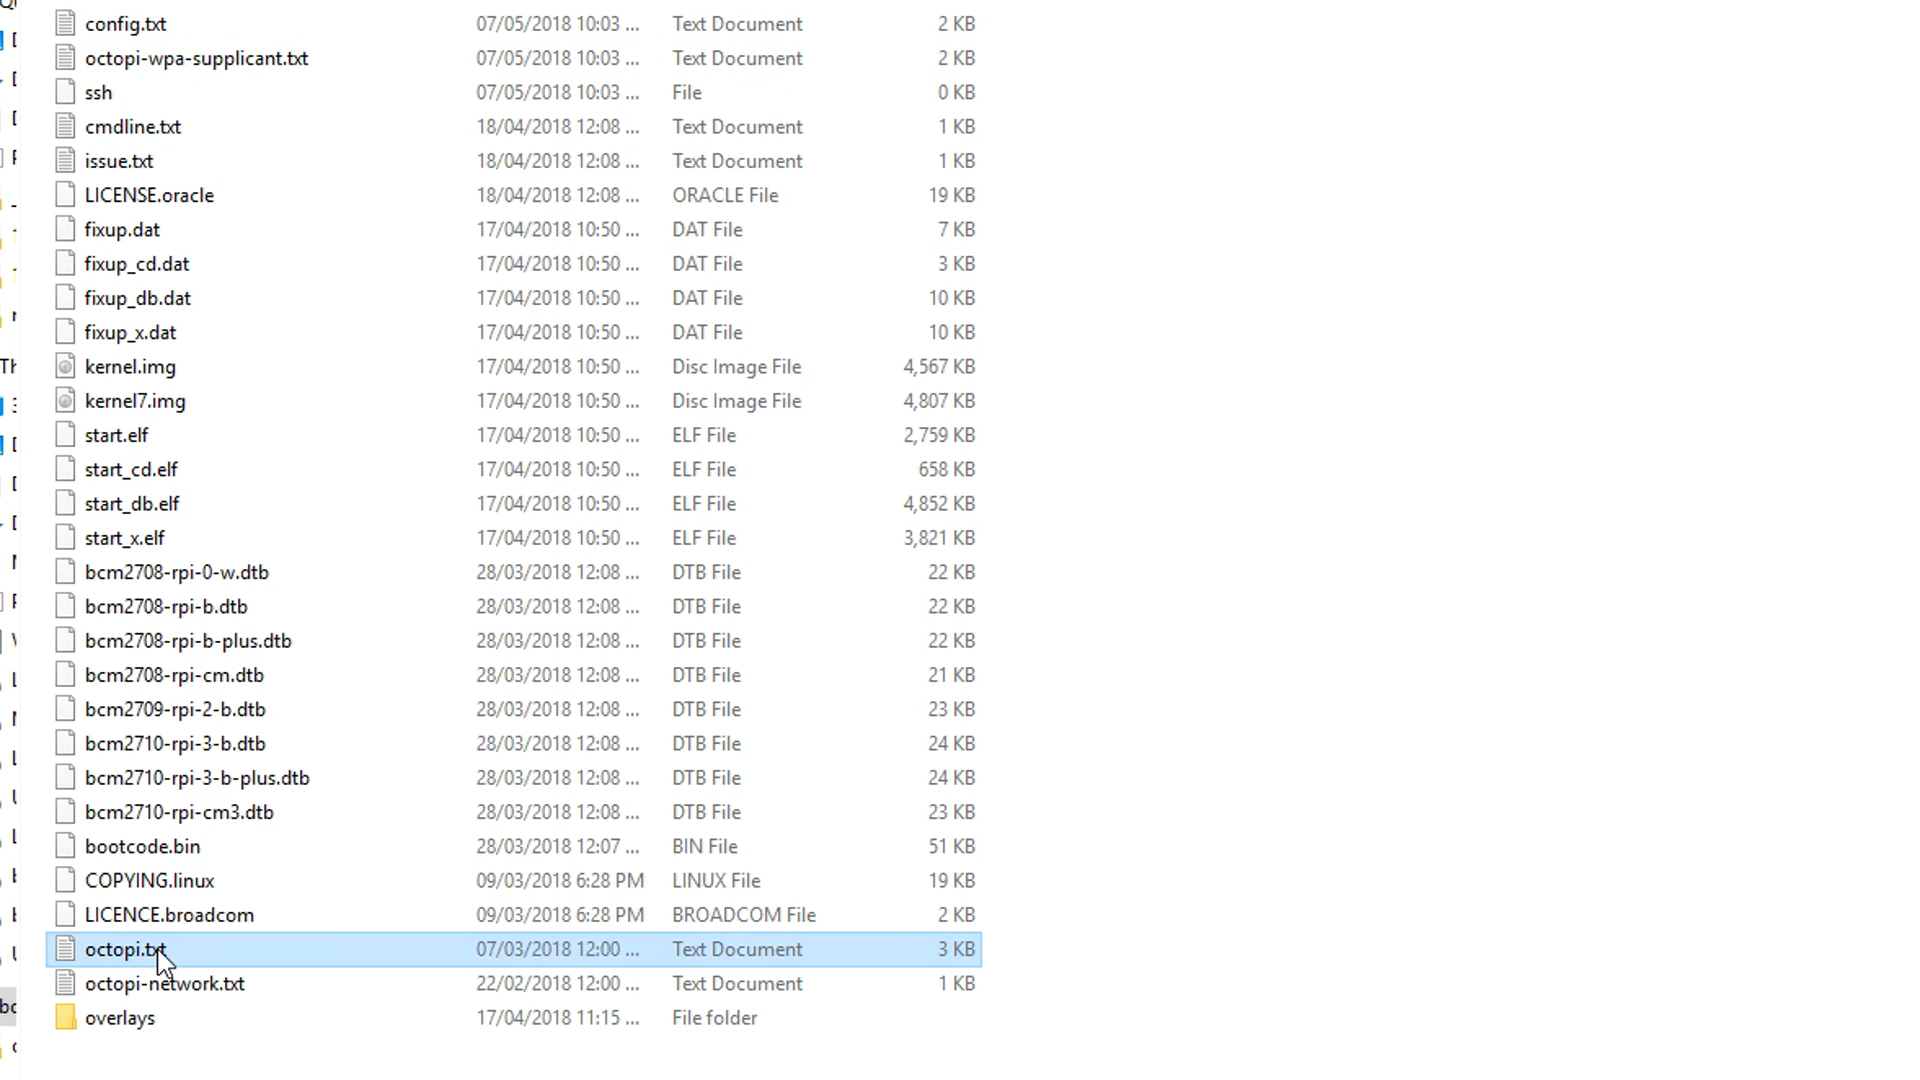 config.txt 07/05/2018 10:03 ... Text Document 2 KB
octopi-wpa-supplicant.txt 07/05/2018 10:03 ... Text Document 2 KB
ssh 07/05/2018 10:03 ... File 0 KB
cmdline.txt 18/04/2018 12:08 ... Text Document 1 KB
issue.txt 18/04/2018 12:08 ... Text Document 1 KB
LICENSE.oracle 18/04/2018 12:08 ... ORACLE File 19 KB
fixup.dat 17/04/2018 10:50 ... DAT File 7 KB
fixup_cd.dat 17/04/2018 10:50 ... DAT File 3 KB
fixup_db.dat 17/04/2018 10:50 ... DAT File 10 KB
fixup_x.dat 17/04/2018 10:50 ... DAT File 10 KB
kernel.img 17/04/2018 10:50 ... Disc Image File 4,567 KB
kernel7.img 17/04/2018 10:50 ... Disc Image File 4,807 KB
start.elf 17/04/2018 10:50 ... ELF File 2,759 KB
start_cd.elf 17/04/2018 10:50 ... ELF File 658 KB
start_db.elf 17/04/2018 10:50 ... ELF File 4,852 KB
start_x.elf 17/04/2018 10:50 ... ELF File 3,821 KB
bcm2708-rpi-0-w.dtb 28/03/2018 12:08 ... DTB File 22 KB
bcm2708-rpi-b.dtb 28/03/2018 12:08 ... DTB File 22 KB
bcm2708-rpi-b-plus.dtb 28/03/2018 12:08 ... DTB File 22 KB
bcm2708-rpi-cm.dtb 28/03/2018 12:08 ... DTB File 21 KB
bcm2709-rpi-2-b.dtb 28/03/2018 12:08 ... DTB File 23 KB
bcm2710-rpi-3-b.dtb 28/03/2018 12:08 ... DTB File 24 KB
bcm2710-rpi-3-b-plus.dtb 28/03/2018 12:08 ... DTB File 24 KB
bcm2710-rpi-cm3.dtb 28/03/2018 12:08 ... DTB File 23 KB
bootcode.bin 28/03/2018 12:07 ... BIN File 51 KB
COPYING.linux 09/03/2018 6:28 PM LINUX File 19 KB
LICENCE.broadcom 09/03/2018 6:28 PM BROADCOM File 2 KB
octopi.txt 07/03/2018 12:00 ... Text Document 3 KB
octopi-network.txt 22/02/2018 12:00 ... Text Document 1 KB
overlays 17/04/2018 11:15 ... File folder